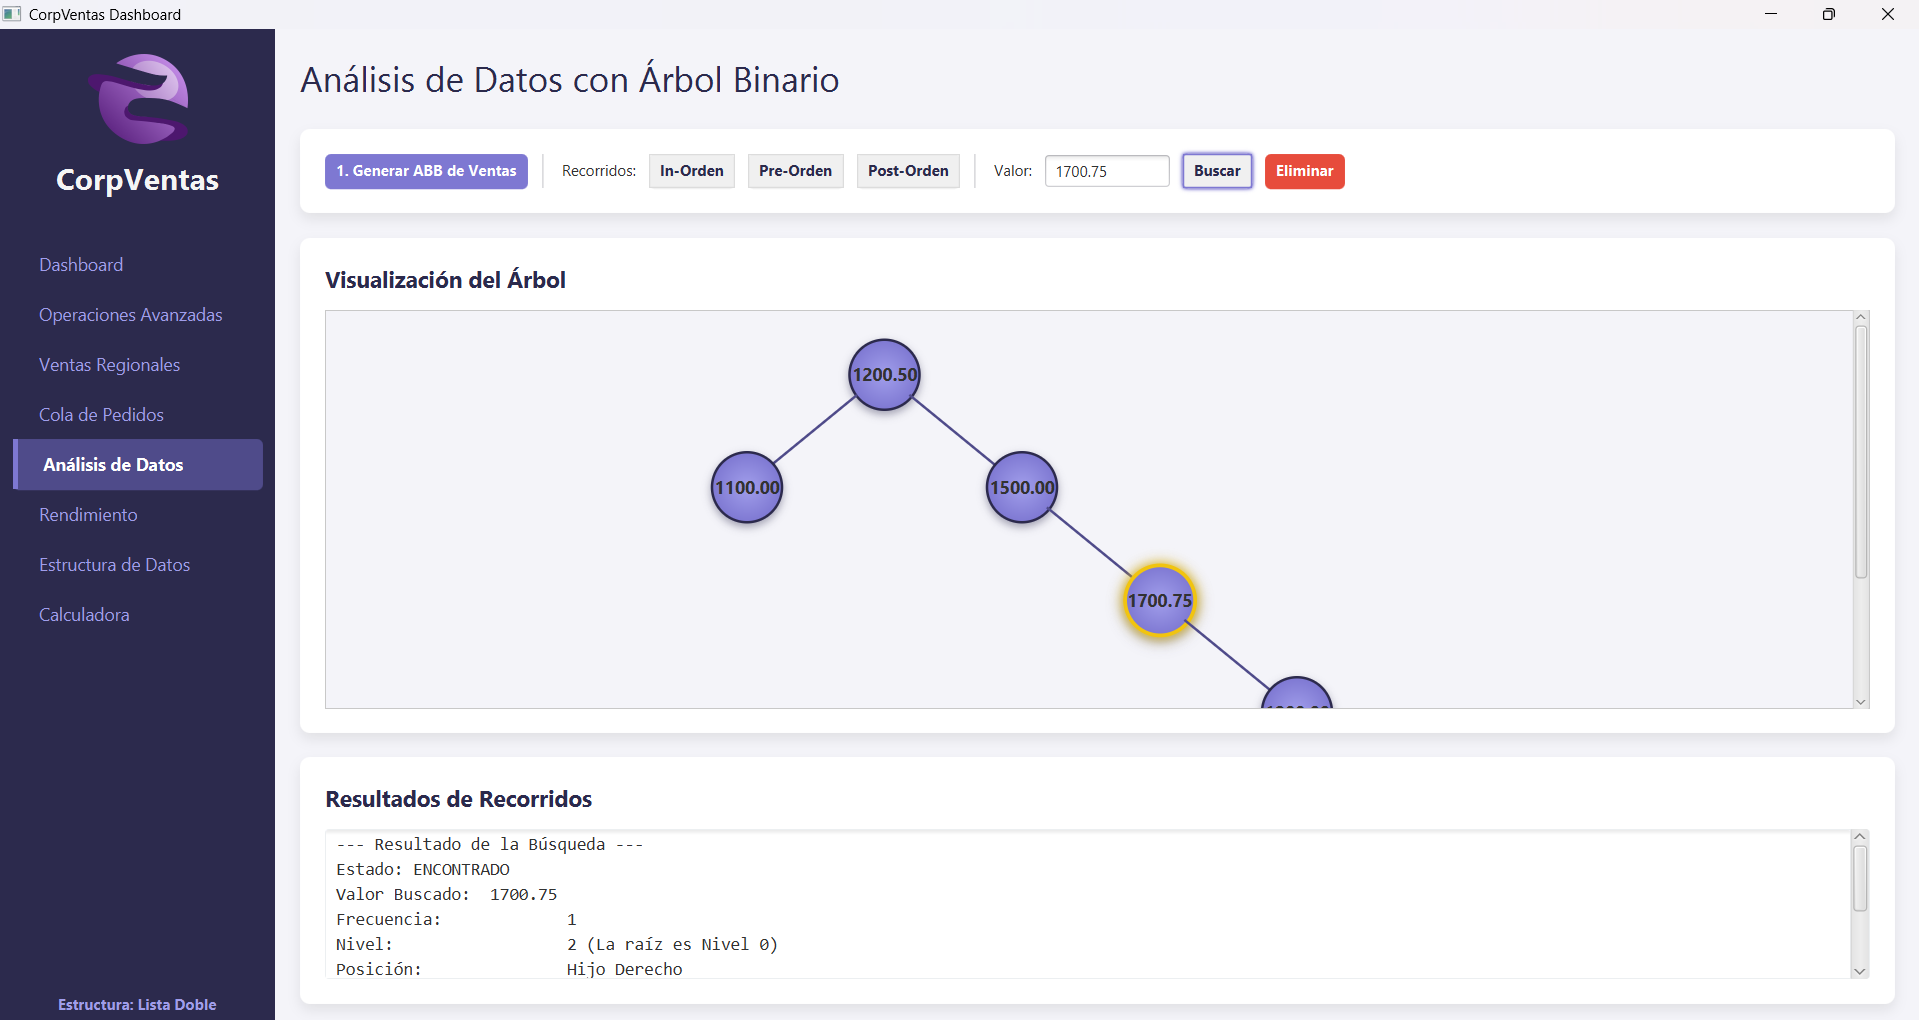 CorpVentas Dashboard
CorpVentas
Dashboard
Operaciones Avanzadas
Ventas Regionales
Cola de Pedidos
Análisis de Datos
Rendimiento
Estructura de Datos
Calculadora
Estructura: Lista Doble
Análisis de Datos con Árbol Binario
1. Generar ABB de Ventas Recorridos: In-Orden Pre-Orden Post-Orden Valor: 1700.75 Buscar Eliminar
Visualización del Árbol
1200.50
1100.00 1500.00
1700.75
Resultados de Recorridos
--- Resultado de la Búsqueda ---
Estado: ENCONTRADO
Valor Buscado: 1700.75
Frecuencia: 1
Nivel: 2 (La raíz es Nivel 0)
Posición: Hijo Derecho